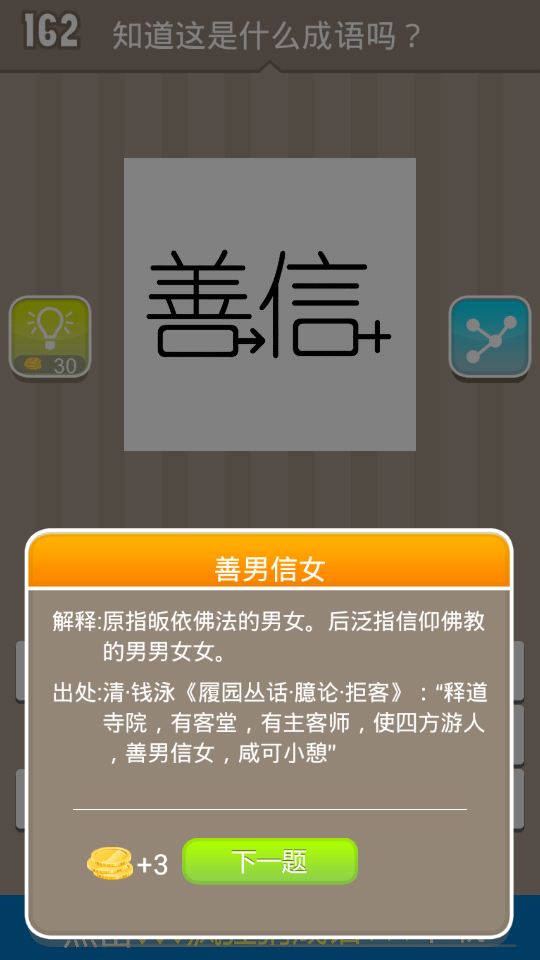 162
知道这是什么成语吗？
善信
30
善男信女
解释:原指皈依佛法的男女。后泛指信仰佛教
的男男女女。
出处:清·钱泳《履园丛话·臆论·拒客》：“释道
寺院，有客堂，有主客师，使四方游人
，善男信女，咸可小憩”
+3
下一题